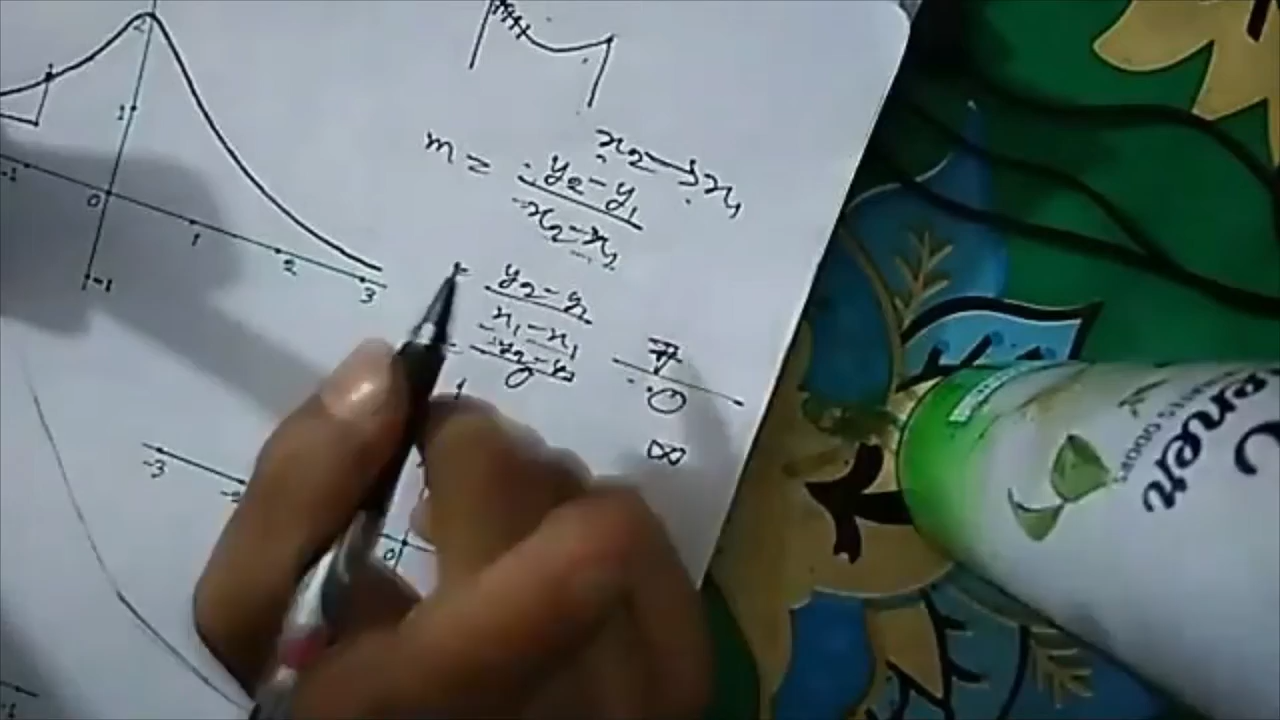 2
1
-1
0
1
2
3
-1
x₂→x₁
m = y₂-y₁
x₂-x₁
= y₂-y₁
x₁-x₁
= y₂-y₁
0
0
∞
-3
0